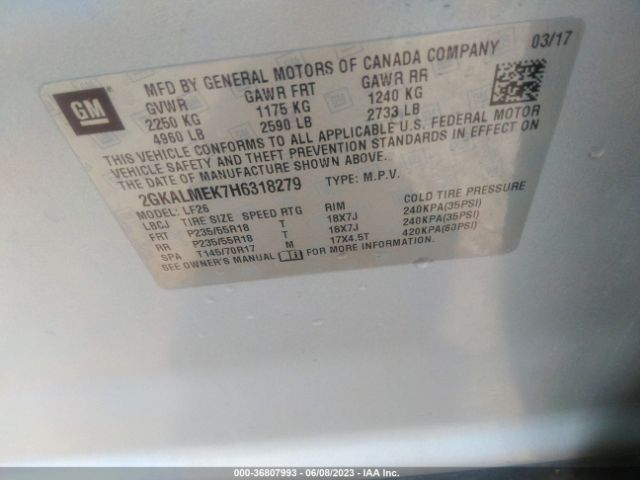 03/17
MFD BY GENERAL MOTORS OF CANADA COMPANY
GM
GVWR GAWR FRT GAWR RR
2250 KG 1175 KG 1240 KG
4960 LB 2590 LB 2733 LB
THIS VEHICLE CONFORMS TO ALL APPLICABLE U.S. FEDERAL MOTOR
VEHICLE SAFETY AND THEFT PREVENTION STANDARDS IN EFFECT ON
THE DATE OF MANUFACTURE SHOWN ABOVE.
2GKALMEK7H6318279 TYPE: M.P.V.
MODEL: LF26
LBCJ TIRE SIZE SPEED RTG RIM COLD TIRE PRESSURE
FRT P235/55R18 T 18X7J 240KPA(35PSI)
RR P235/55R18 T 18X7J 240KPA(35PSI)
SPA T145/70R17 M 17X4.5T 420KPA(60PSI)
SEE OWNER'S MANUAL FOR MORE INFORMATION
000-36807993 - 06/08/2023 - IAA Inc.